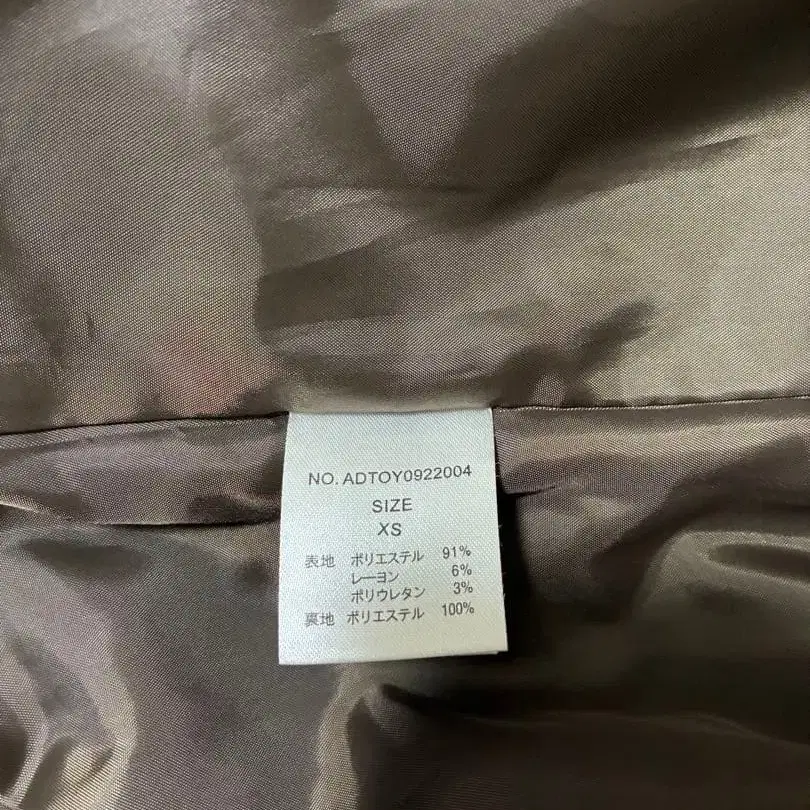 NO. ADTOY0922004
SIZE
XS
表地 ポリエステル 91%
レーヨン 6%
ポリウレタン 3%
裏地 ポリエステル 100%